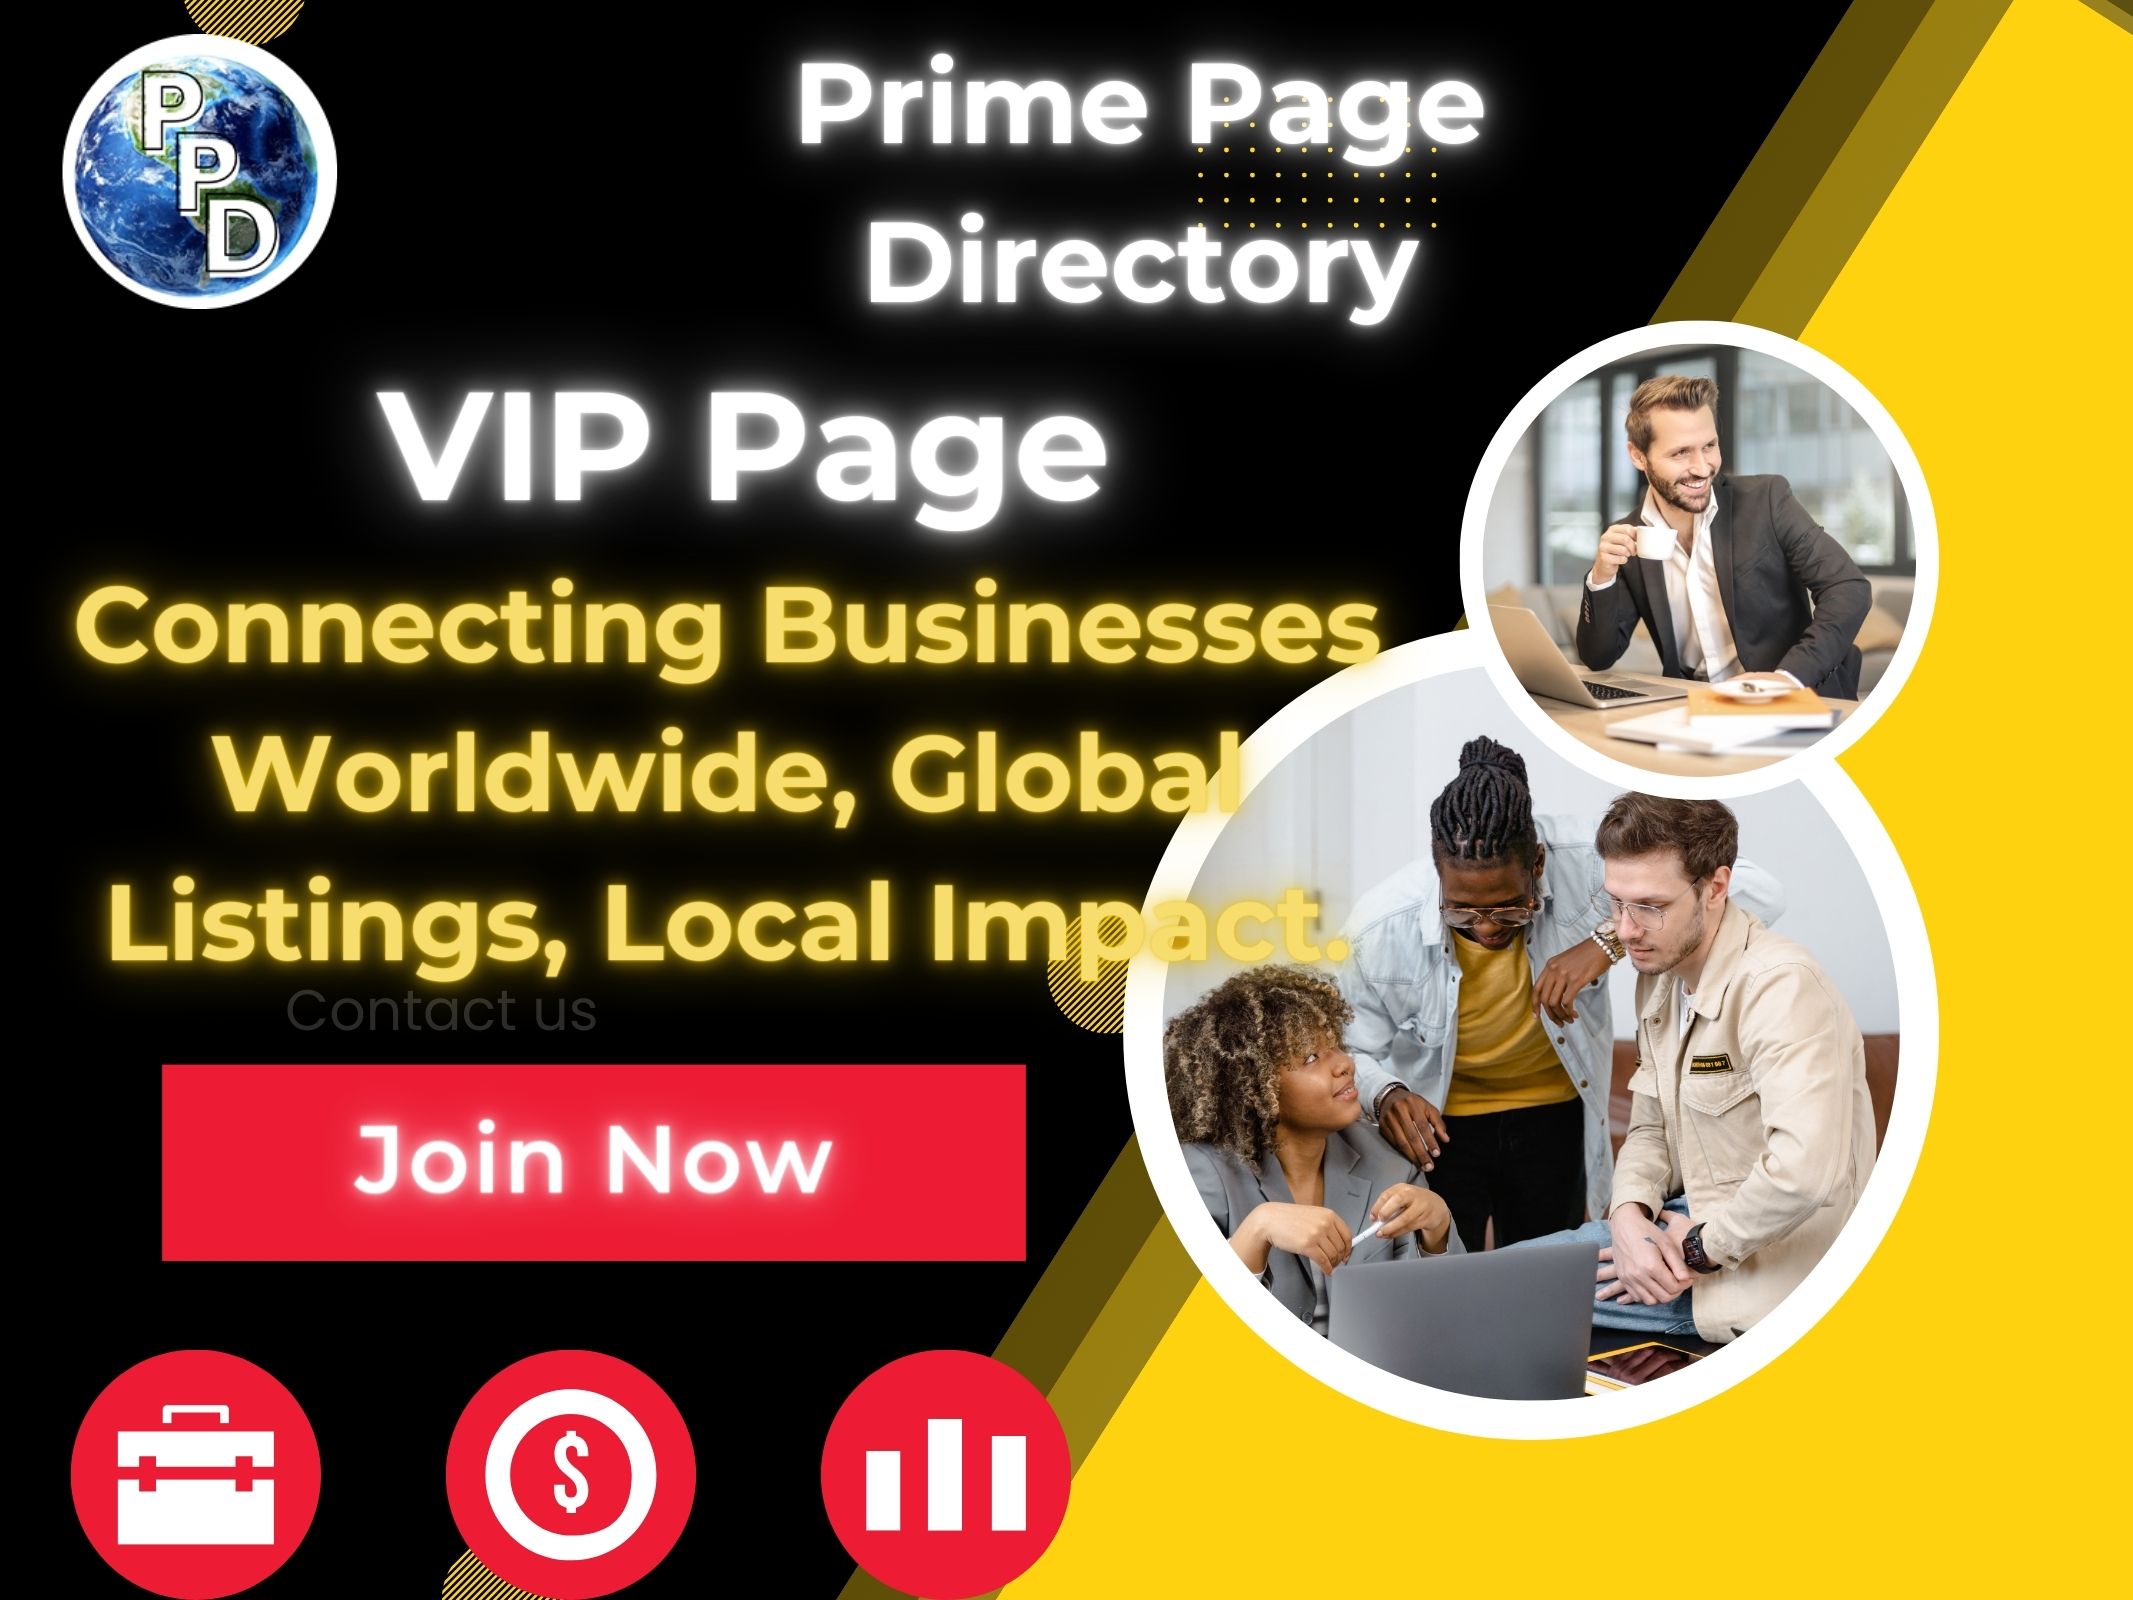 PPD
Prime Page
Directory
VIP Page
Connecting Businesses
Worldwide, Global
Listings, Local Impact.
Contact us
Join Now
$